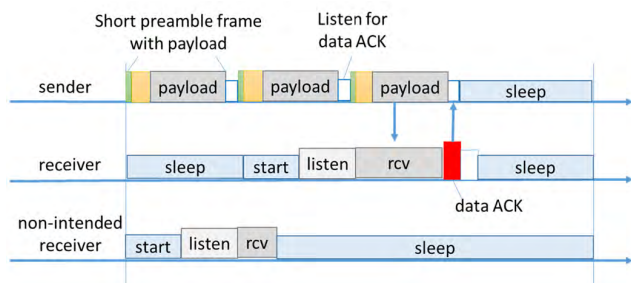 Short preamble frame
with payload
Listen for
data ACK
sender
payload
payload
payload
sleep
receiver
sleep
start
listen
rcv
sleep
data ACK
non-intended
receiver
start
listen
rcv
sleep